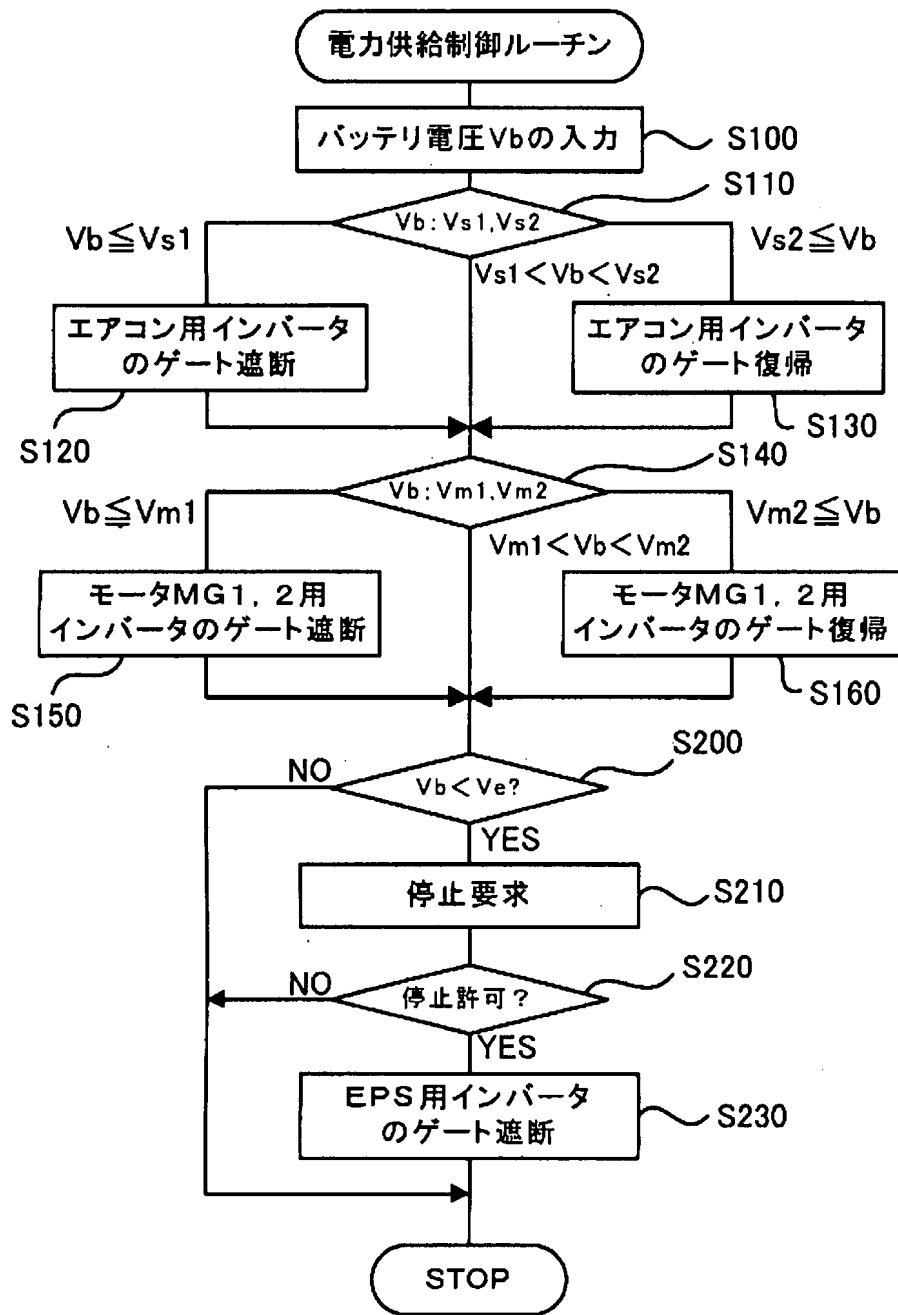 電力供給制御ルーチン
バッテリ電圧Vbの入力
S100
S110
Vb:Vs1,Vs2
Vb≦Vs1
Vs2≦Vb
Vs1<Vb<Vs2
エアコン用インバータ
のゲート遮断
エアコン用インバータ
のゲート復帰
S120
S130
S140
Vb:Vm1,Vm2
Vb≦Vm1
Vm2≦Vb
Vm1<Vb<Vm2
モータMG1, 2用
インバータのゲート遮断
モータMG1, 2用
インバータのゲート復帰
S150
S160
S200
NO
Vb<Ve?
YES
停止要求
S210
S220
NO
停止許可?
YES
EPS用インバータ
のゲート遮断
S230
STOP